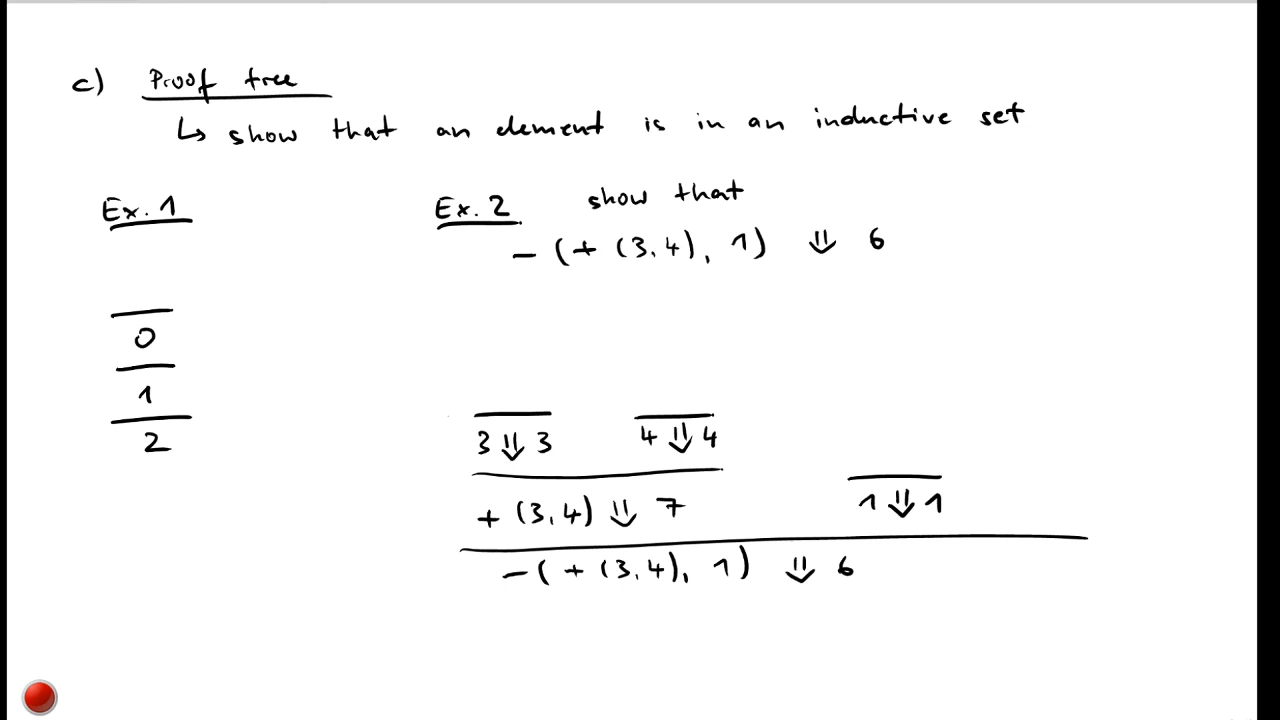 c) Proof tree
↳ show that an element is in an inductive set
Ex. 1
0
1
2
Ex. 2 show that
- (+ (3, 4), 1) ⇓ 6
3 ⇓ 3 4 ⇓ 4
+ (3, 4) ⇓ 7 1 ⇓ 1
- (+ (3, 4), 1) ⇓ 6